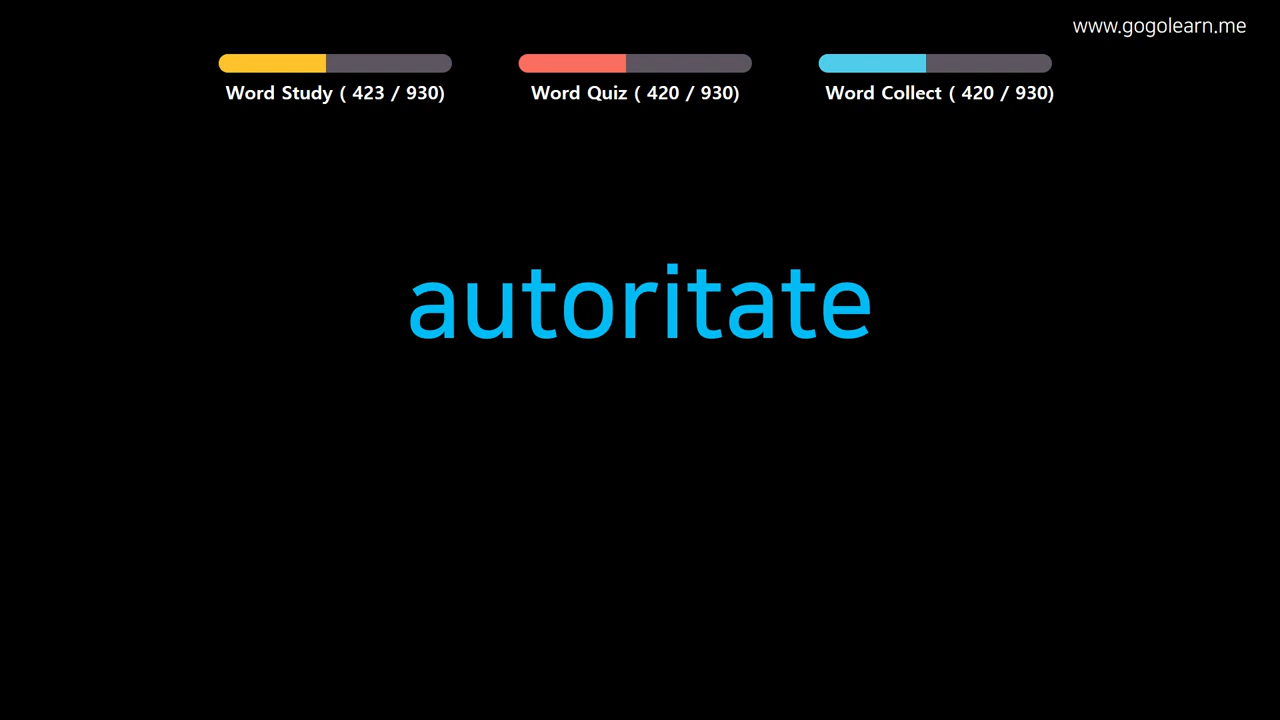 www.gogolearn.me
Word Study ( 423 / 930)
Word Quiz ( 420 / 930)
Word Collect ( 420 / 930)
autoritate